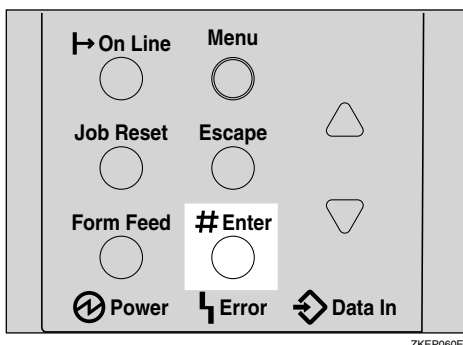 On Line Menu
Job Reset Escape
Form Feed # Enter
Power Error Data In
ZKEP060E